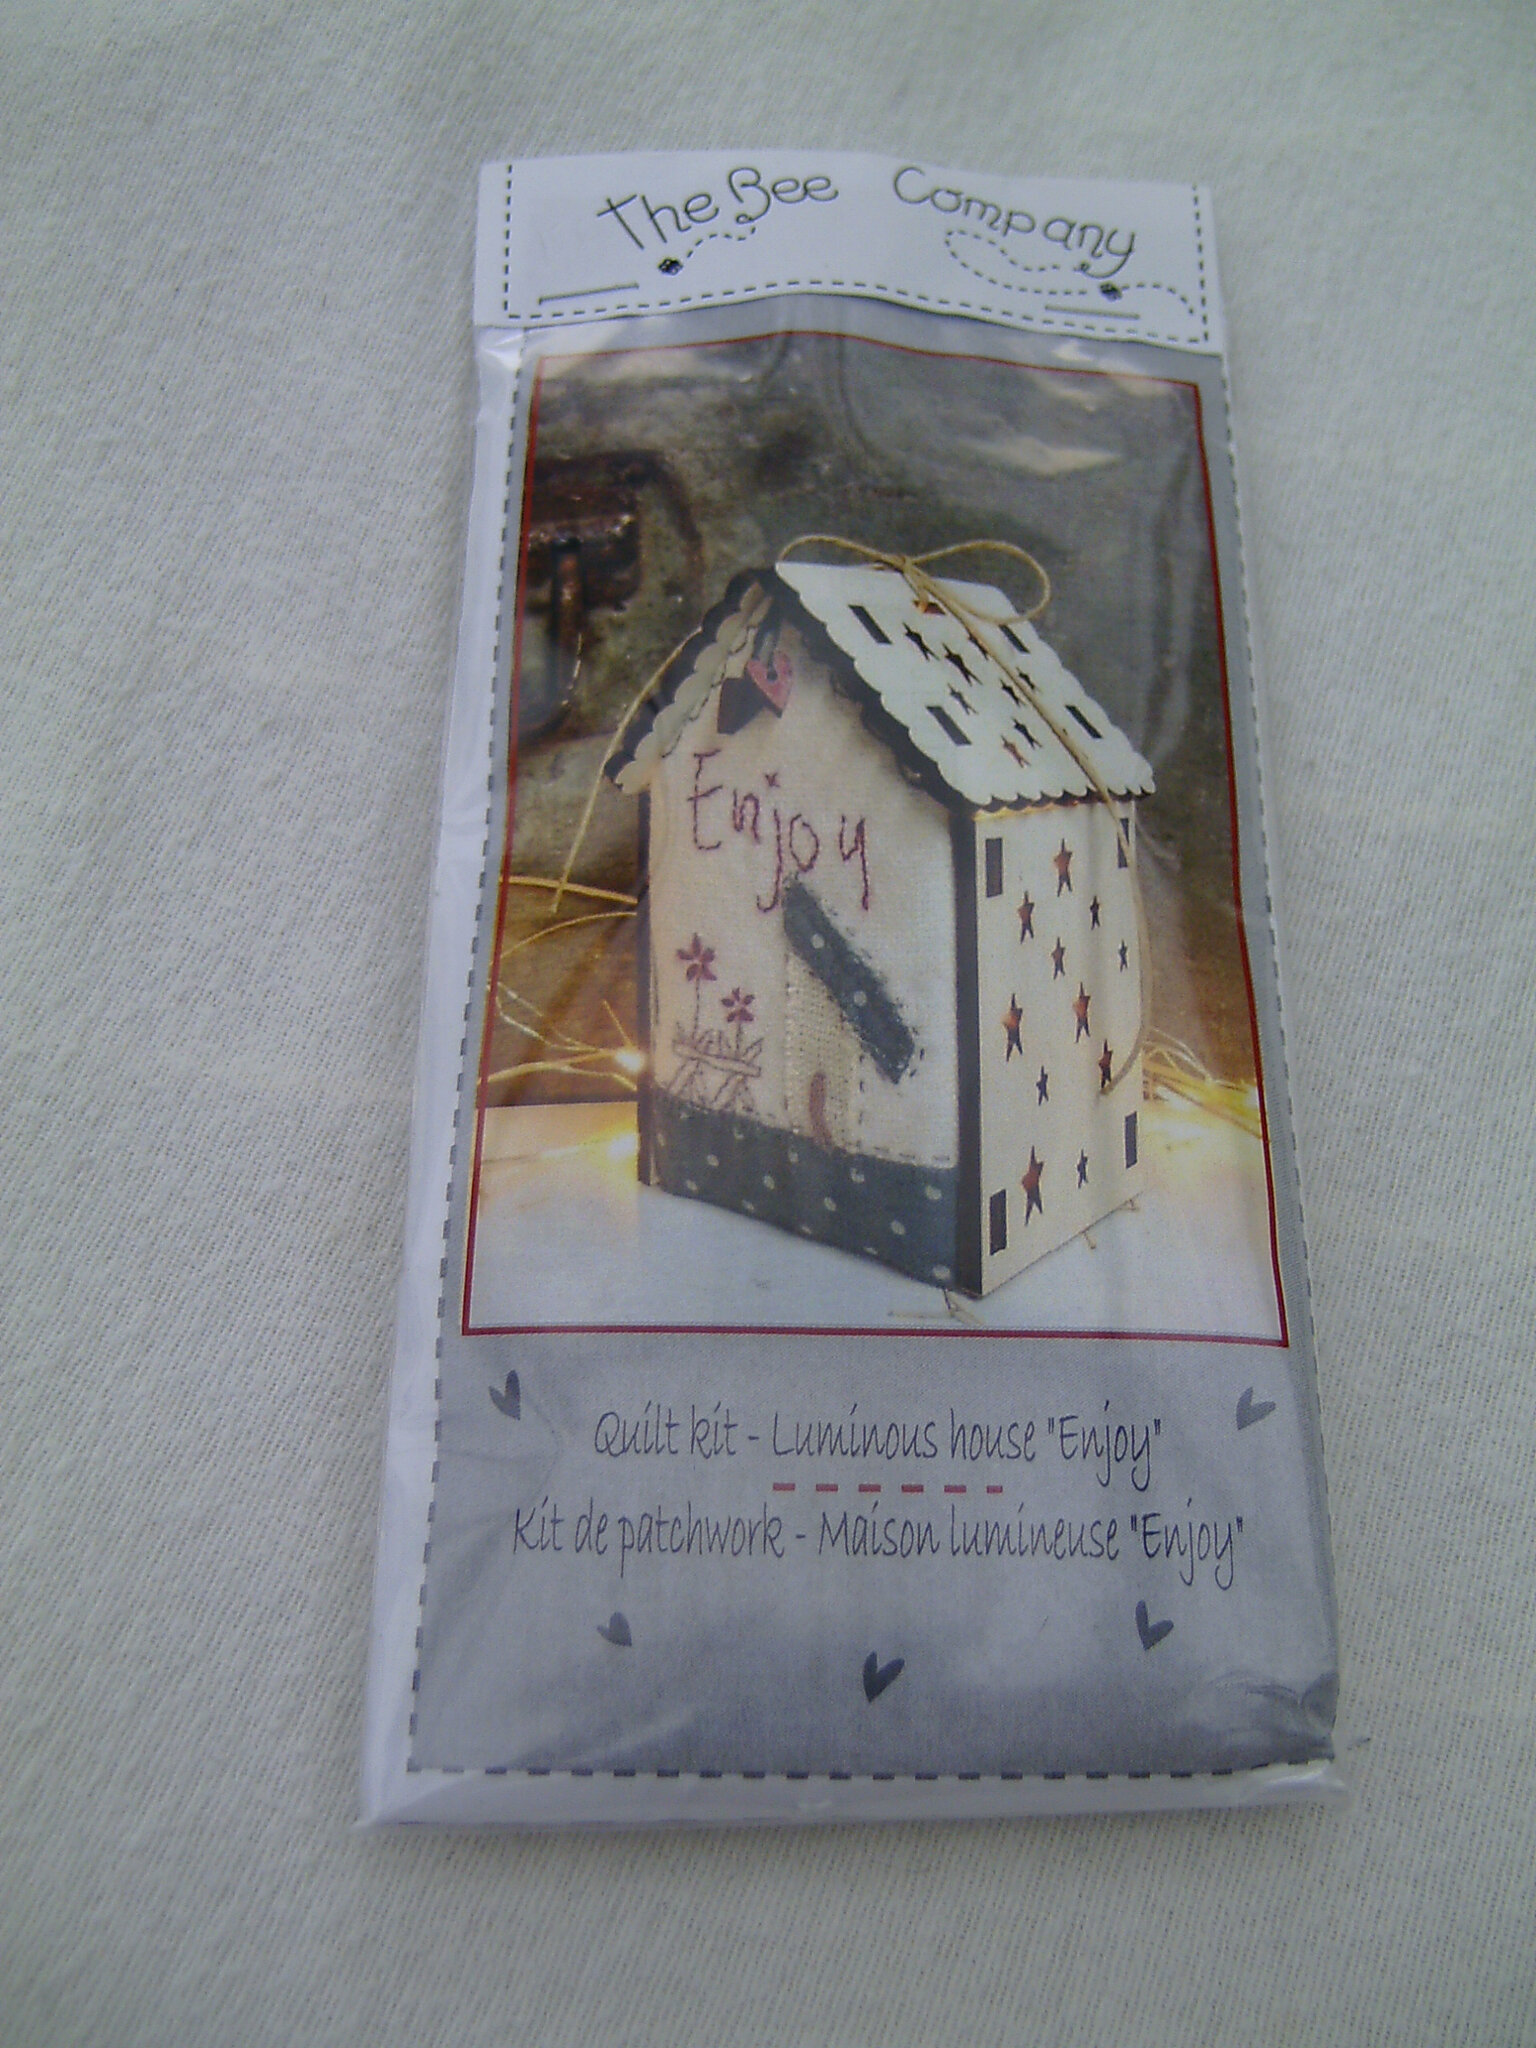 The Bee Company
Enjoy
Quilt kit - Luminous house "Enjoy"
Kit de patchwork - Maison lumineuse "Enjoy"